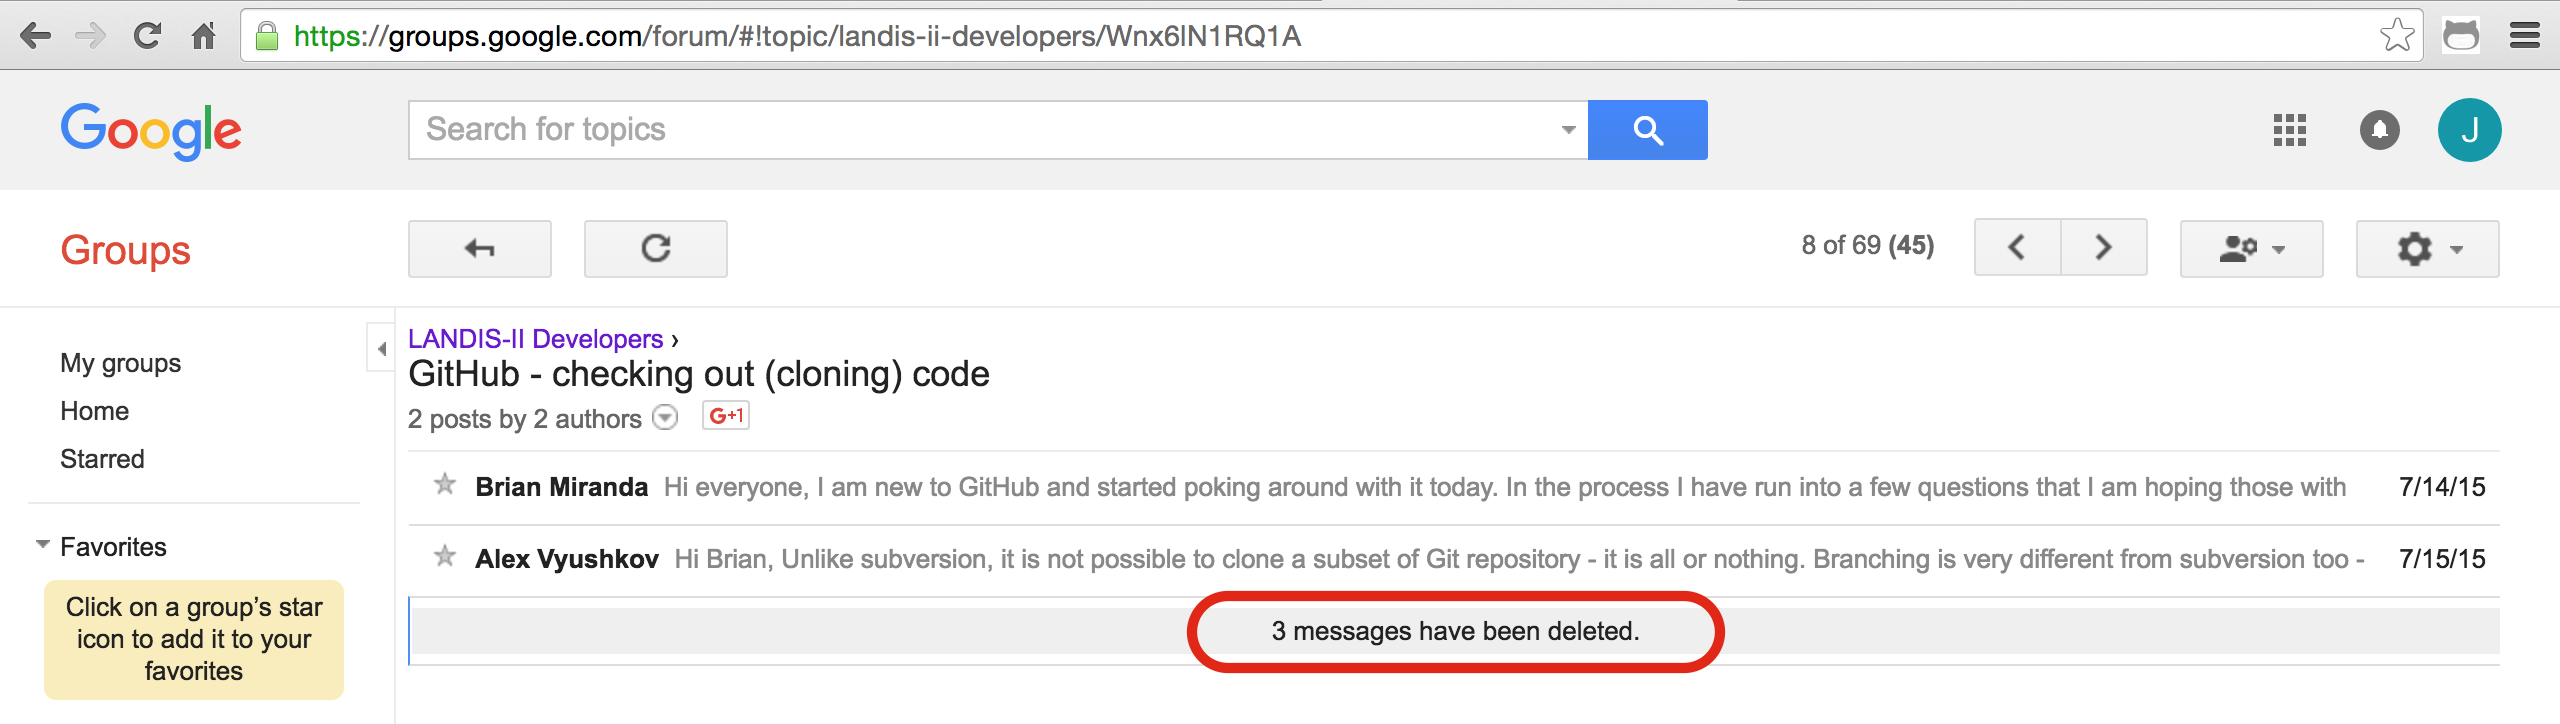 https://groups.google.com/forum/#!topic/landis-ii-developers/Wnx6lN1RQ1A
Google
Search for topics
J
Groups
8 of 69 (45)
My groups
Home
Starred
Favorites
Click on a group’s star
icon to add it to your
favorites
LANDIS-II Developers ›
GitHub - checking out (cloning) code
2 posts by 2 authors
G+1
Brian Miranda Hi everyone, I am new to GitHub and started poking around with it today. In the process I have run into a few questions that I am hoping those with 7/14/15
Alex Vyushkov Hi Brian, Unlike subversion, it is not possible to clone a subset of Git repository - it is all or nothing. Branching is very different from subversion too - 7/15/15
3 messages have been deleted.